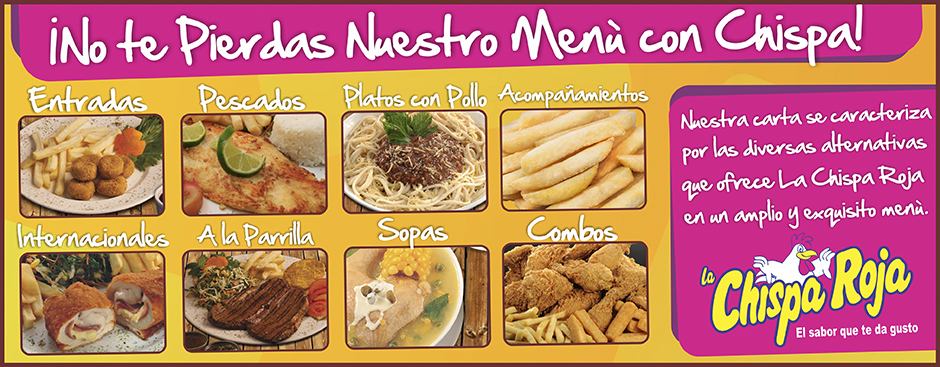 ¡No te Pierdas Nuestro Menù con Chispa!
Entradas
Pescados
Platos con Pollo
Acompañamientos
Internacionales
A la Parrilla
Sopas
Combos
Nuestra carta se caracteriza
por las diversas alternativas
que ofrece La Chispa Roja
en un amplio y exquisito menù.
la
Chispa Roja
El sabor que te da gusto